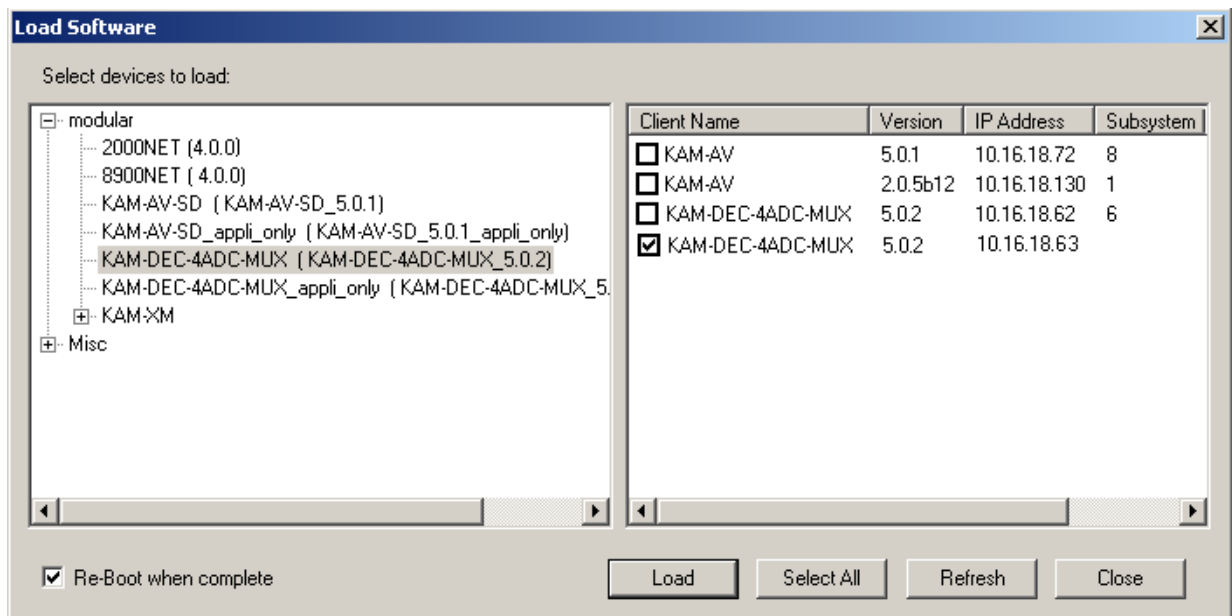 Load Software
Select devices to load:
modular
2000NET (4.0.0)
8900NET ( 4.0.0)
KAM-AV-SD ( KAM-AV-SD_5.0.1)
KAM-AV-SD_appli_only ( KAM-AV-SD_5.0.1_appli_only)
KAM-DEC-4ADC-MUX ( KAM-DEC-4ADC-MUX_5.0.2)
KAM-DEC-4ADC-MUX_appli_only ( KAM-DEC-4ADC-MUX_5.
KAM-XM
Misc
Client Name Version IP Address Subsystem
KAM-AV 5.0.1 10.16.18.72 8
KAM-AV 2.0.5b12 10.16.18.130 1
KAM-DEC-4ADC-MUX 5.0.2 10.16.18.62 6
KAM-DEC-4ADC-MUX 5.0.2 10.16.18.63
Re-Boot when complete Load Select All Refresh Close